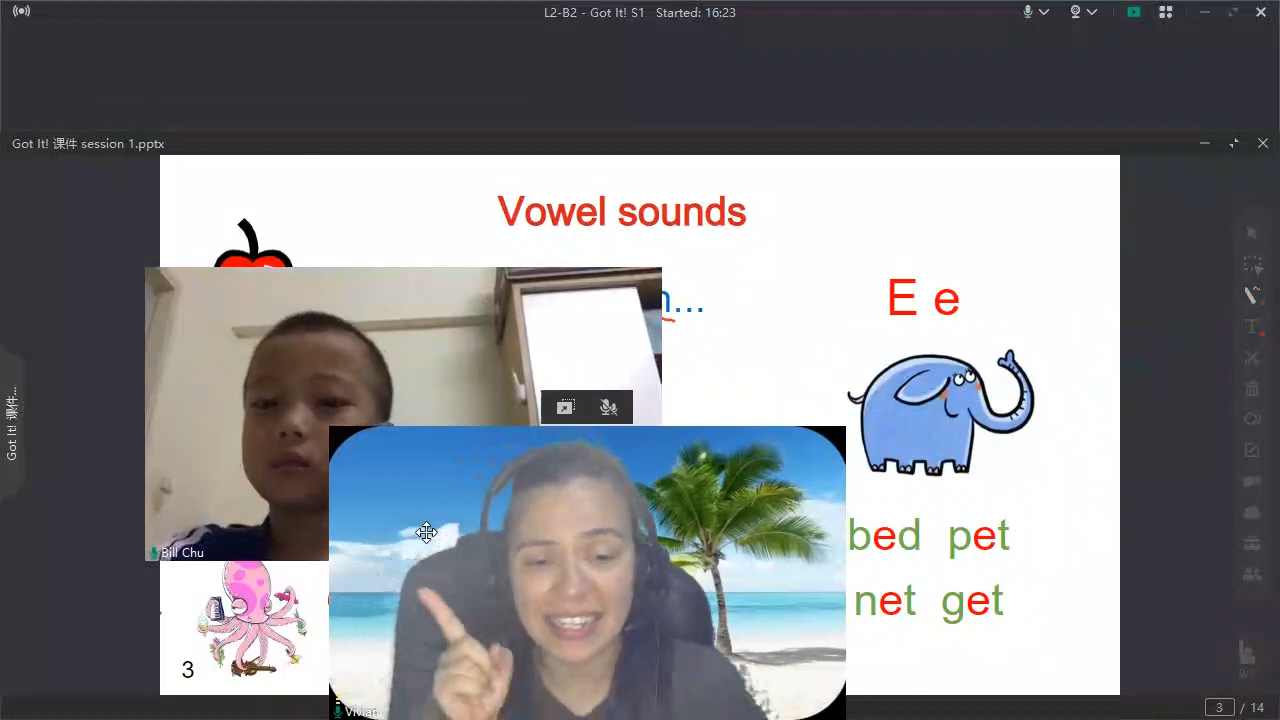 L2-B2 - Got It! S1 Started: 16:23
Got It! 课件 session 1.pptx
Vowel sounds
...
E e
Got It! 课件...
Bill Chu
bed pet
net get
3
Vivian
3 / 14